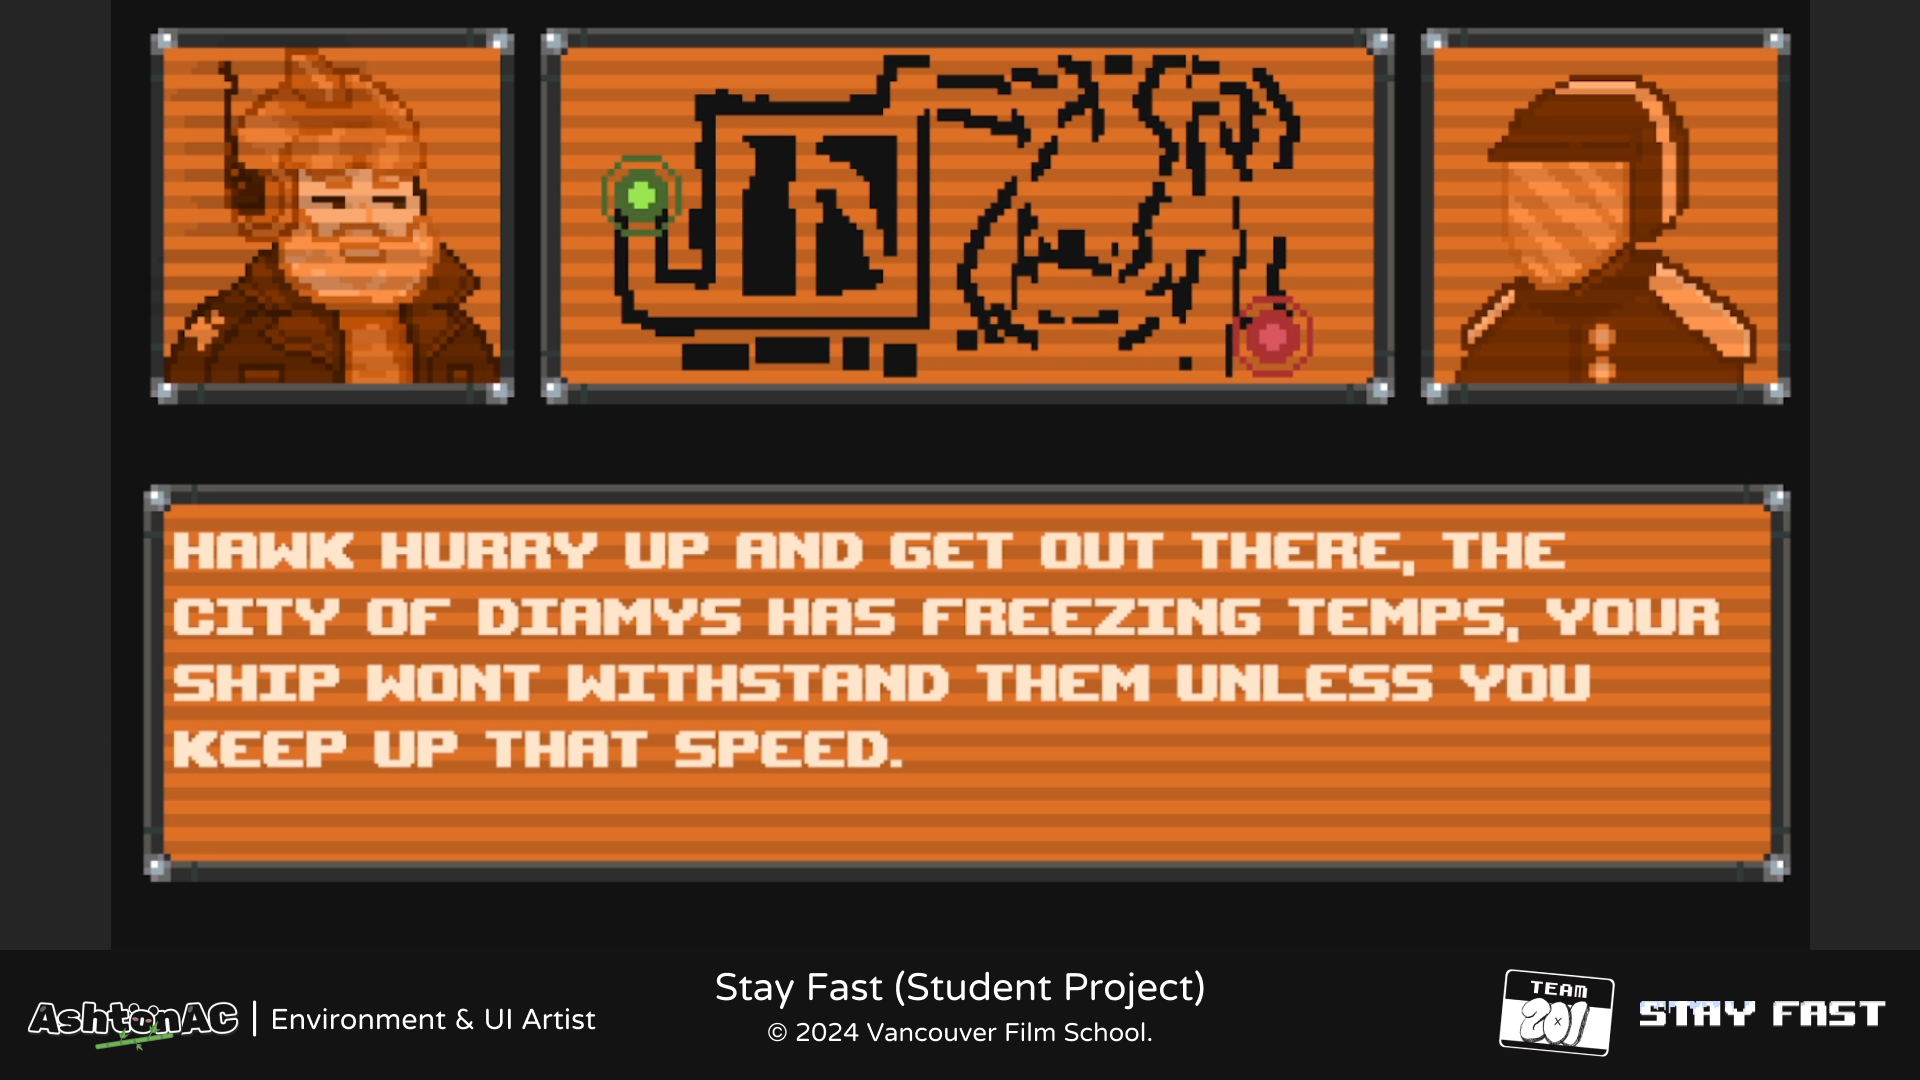 HAWK HURRY UP AND GET OUT THERE, THE
CITY OF DIAMYS HAS FREEZING TEMPS, YOUR
SHIP WONT WITHSTAND THEM UNLESS YOU
KEEP UP THAT SPEED.
AshtonAC | Environment & UI Artist
Stay Fast (Student Project)
© 2024 Vancouver Film School.
TEAM
201
STAY FAST